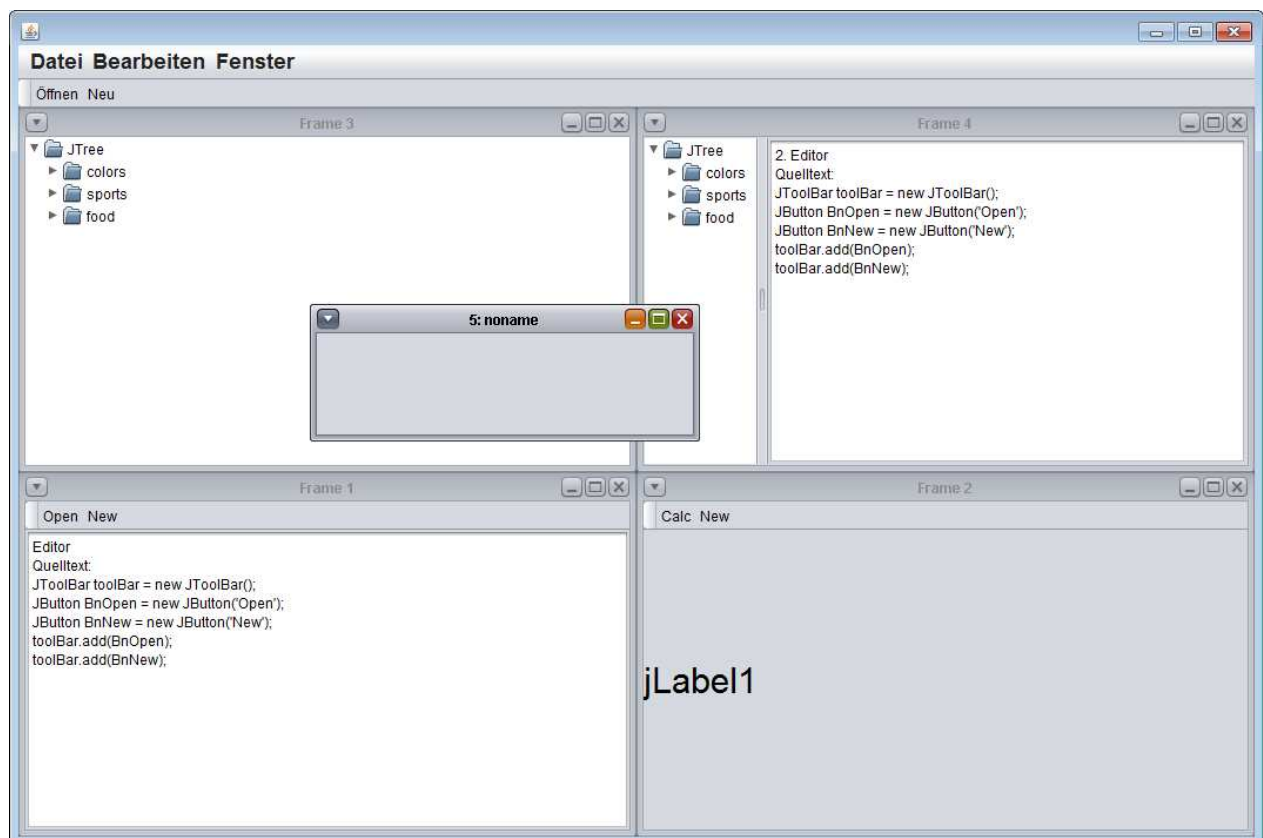 Datei Bearbeiten Fenster
Öffnen Neu
Frame 3
JTree
colors
sports
food
Frame 4
JTree
colors
sports
food
2. Editor
Quelltext:
JToolBar toolBar = new JToolBar();
JButton BnOpen = new JButton('Open');
JButton BnNew = new JButton('New');
toolBar.add(BnOpen);
toolBar.add(BnNew);
5: noname
Frame 1
Open New
Editor
Quelltext:
JToolBar toolBar = new JToolBar();
JButton BnOpen = new JButton('Open');
JButton BnNew = new JButton('New');
toolBar.add(BnOpen);
toolBar.add(BnNew);
Frame 2
Calc New
jLabel1